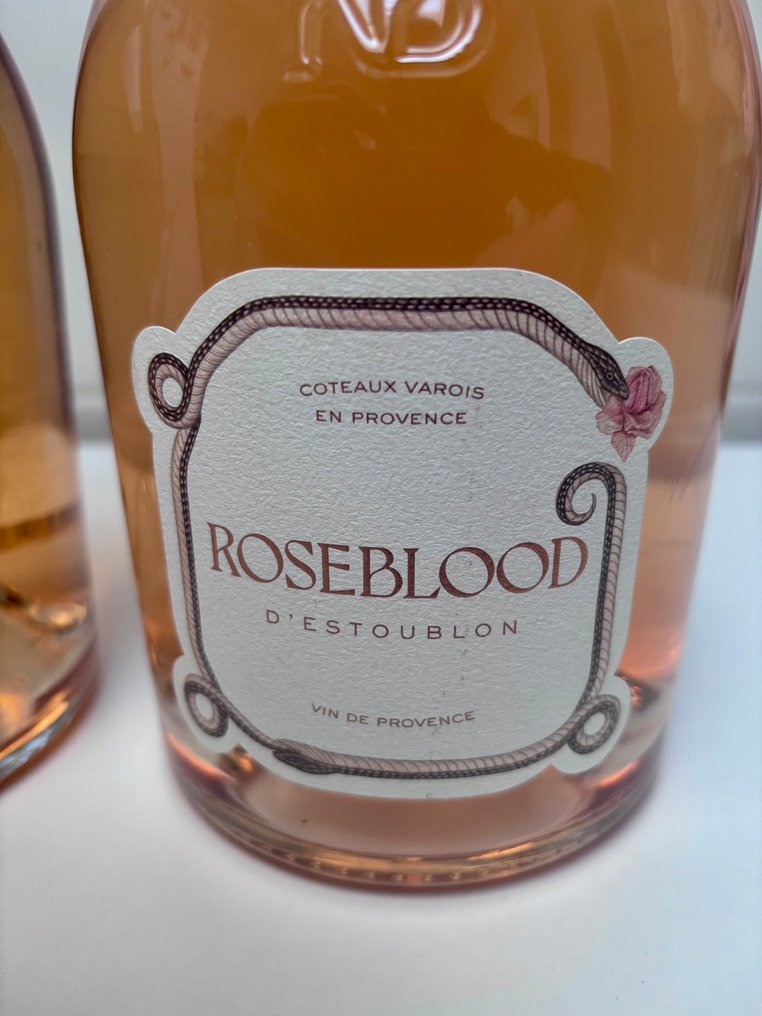 COTEAUX VAROIS
EN PROVENCE
ROSEBLOOD
D'ESTOUBLON
VIN DE PROVENCE